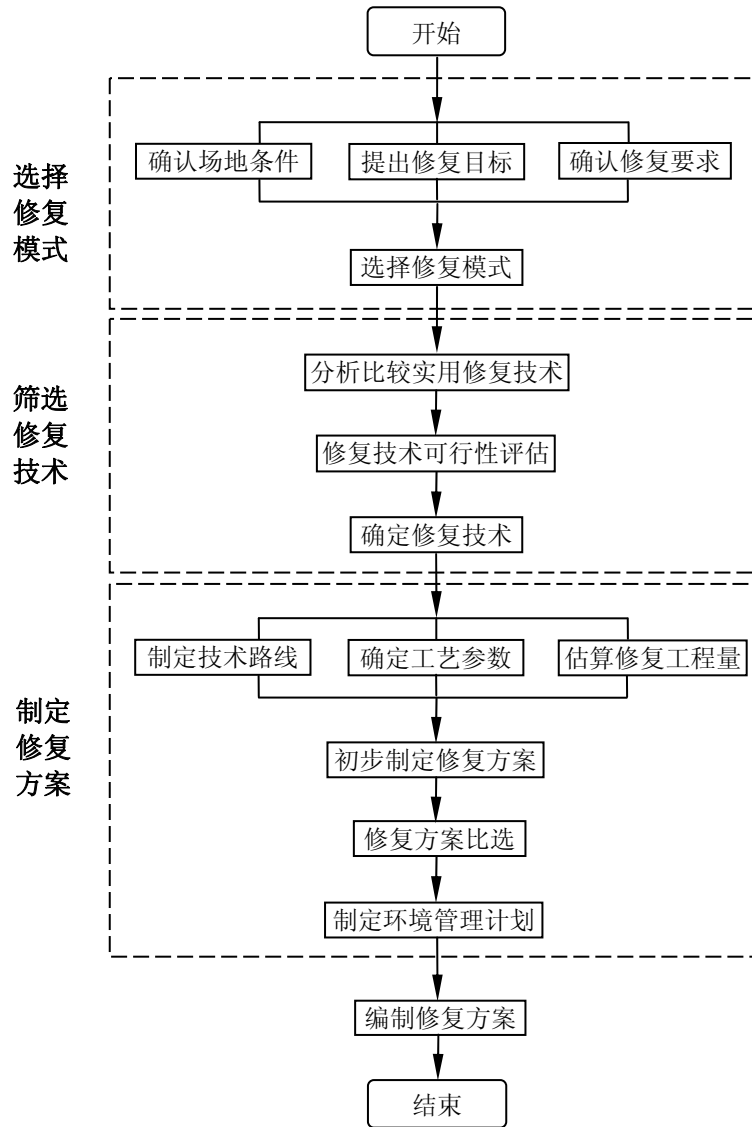 开始
选择
修复
模式
确认场地条件
提出修复目标
确认修复要求
选择修复模式
筛选
修复
技术
分析比较实用修复技术
修复技术可行性评估
确定修复技术
制定
修复
方案
制定技术路线
确定工艺参数
估算修复工程量
初步制定修复方案
修复方案比选
制定环境管理计划
编制修复方案
结束